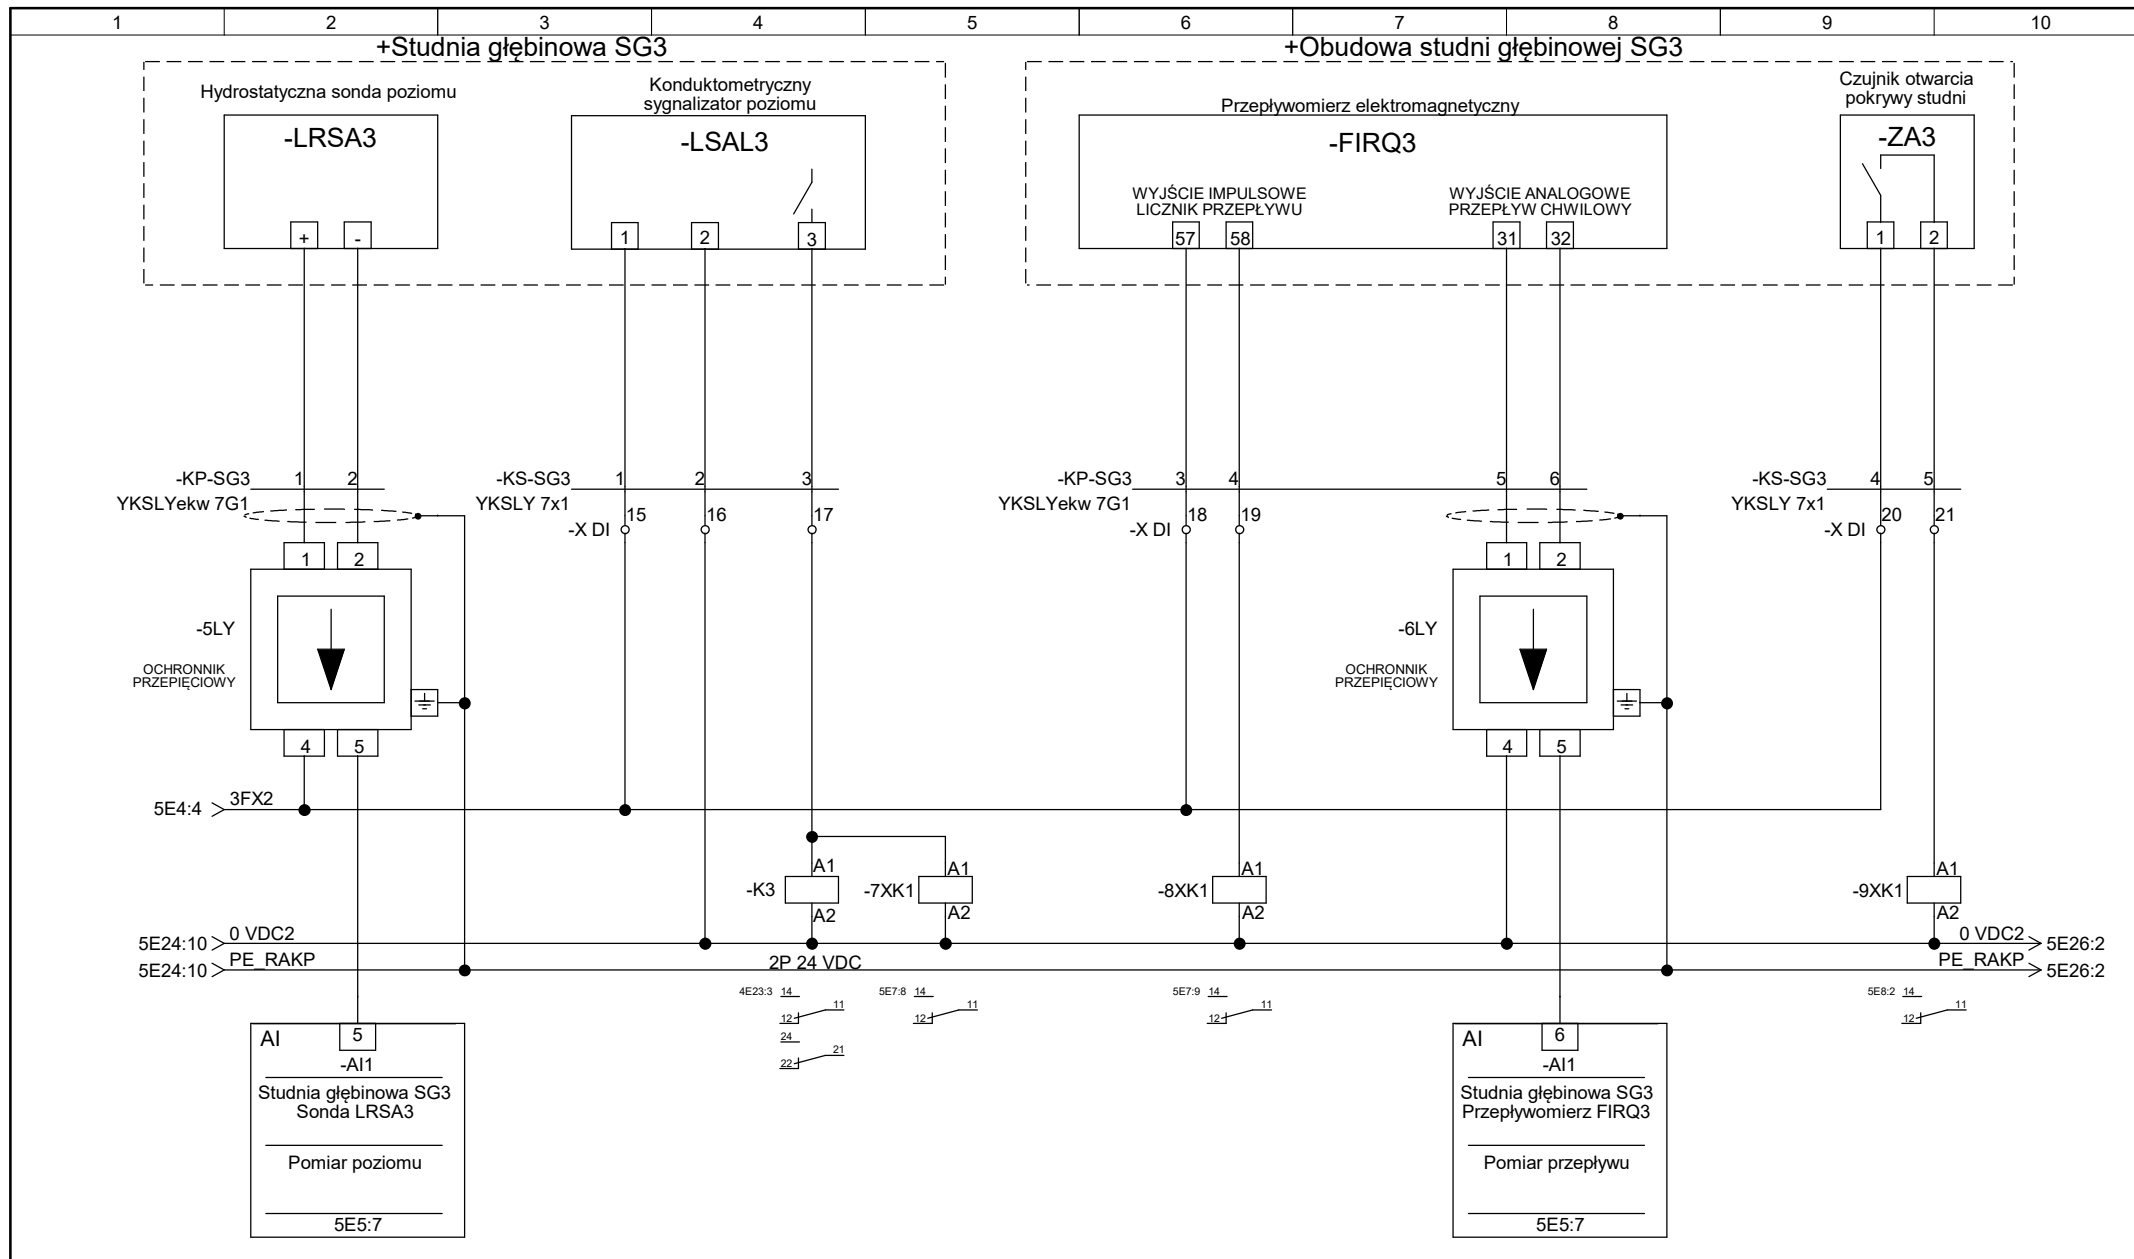 1 2 3 4 5 6 7 8 9 10
+Studnia głębinowa SG3
+Obudowa studni głębinowej SG3
Hydrostatyczna sonda poziomu
Konduktometryczny
sygnalizator poziomu
Przepływomierz elektromagnetyczny
Czujnik otwarcia
pokrywy studni
-LRSA3
-LSAL3
-FIRQ3
-ZA3
WYJŚCIE IMPULSOWE
LICZNIK PRZEPŁYWU
WYJŚCIE ANALOGOWE
PRZEPŁYW CHWILOWY
+ - 1 2 3 57 58 31 32 1 2
-KP-SG3 1 2
YKSLYekw 7G1
-KS-SG3 1 2 3
YKSLY 7x1
-X DI 15 16 17
-KP-SG3 3 4 5 6
YKSLYekw 7G1
-X DI 18 19
-KS-SG3 4 5
YKSLY 7x1
-X DI 20 21
1 2
-5LY
OCHRONNIK
PRZEPIĘCIOWY
4 5
1 2
-6LY
OCHRONNIK
PRZEPIĘCIOWY
4 5
5E4:4 3FX2
-K3 A1 A2
-7XK1 A1 A2
-8XK1 A1 A2
-9XK1 A1 A2
5E24:10 0 VDC2 0 VDC2 5E26:2
5E24:10 PE_RAKP 2P 24 VDC PE_RAKP 5E26:2
4E23:3 14
12 11
24
22 21
5E7:8 14
12 11
5E7:9 14
12 11
5E8:2 14
12 11
AI 5
-AI1
Studnia głębinowa SG3
Sonda LRSA3
Pomiar poziomu
5E5:7
AI 6
-AI1
Studnia głębinowa SG3
Przepływomierz FIRQ3
Pomiar przepływu
5E5:7